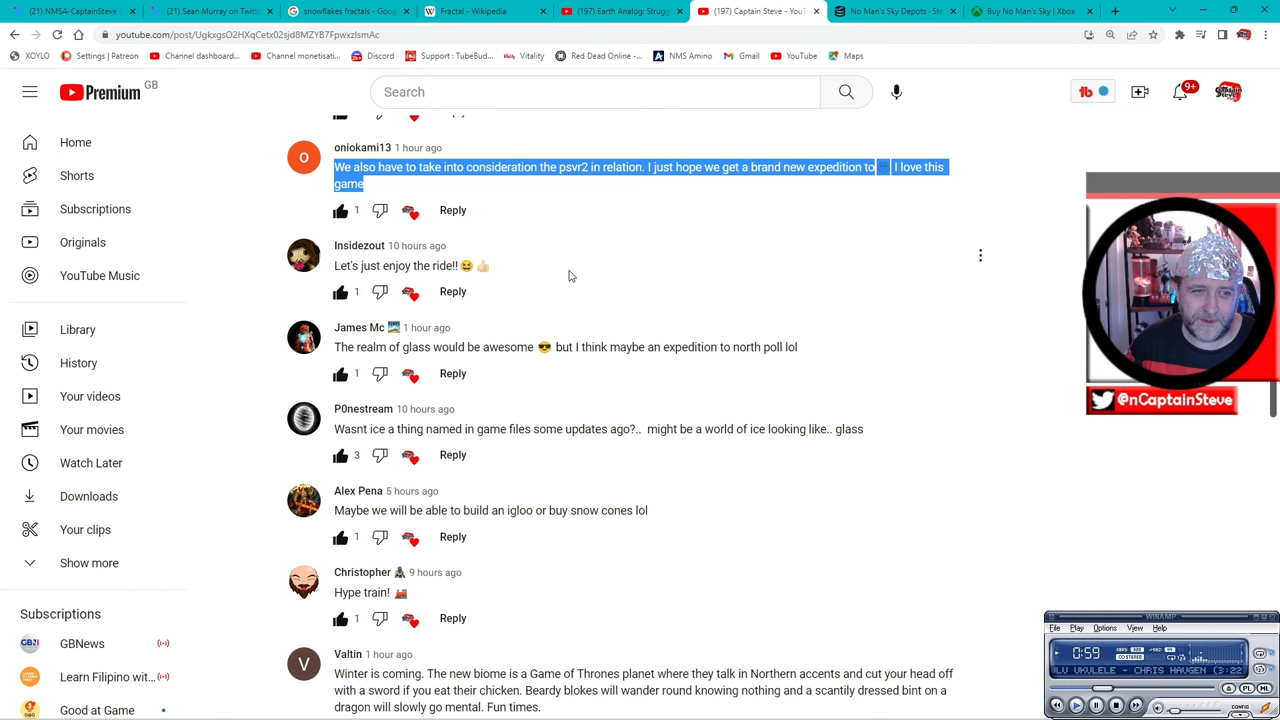 (21) NMSA-CaptainSteve (
(21) Sean Murray on Twitt
snowflakes fractals - Goo
Fractal - Wikipedia
(197) Earth Analog: Strugg
(197) Captain Steve - YouT
No Man's Sky Depots - Ste
Buy No Man's Sky | Xbox
youtube.com/post/UgkxgsO2HXqCetx02sjd8MZYB7FpwxzIsmAc
XOYLO
Settings | Patreon
Channel dashboard...
Channel monetisati...
Discord
Support : TubeBud...
Vitality
Red Dead Online -...
NMS Amino
Gmail
YouTube
Maps
Premium GB
Search
9+
oniokami13 1 hour ago
We also have to take into consideration the psvr2 in relation. I just hope we get a brand new expedition to I love this
game
1 Reply
Insidezout 10 hours ago
Let's just enjoy the ride!! 😆 👍🏻
1 Reply
James Mc 1 hour ago
The realm of glass would be awesome 😎 but I think maybe an expedition to north poll lol
1 Reply
P0nestream 10 hours ago
Wasnt ice a thing named in game files some updates ago?.. might be a world of ice looking like.. glass
3 Reply
Alex Pena 5 hours ago
Maybe we will be able to build an igloo or buy snow cones lol
1 Reply
Christopher 9 hours ago
Hype train! 🚂
1 Reply
Valtin 1 hour ago
Winter is coming - The new biome is a Game of Thrones planet where they talk in Northern accents and cut your head off
with a sword if you eat their chicken. Beardy blokes will wander round knowing nothing and a scantily dressed bint on a
dragon will slowly go mental. Fun times.
Home
Shorts
Subscriptions
Originals
YouTube Music
Library
History
Your videos
Your movies
Watch Later
Downloads
Your clips
Show more
Subscriptions
GBNews
Learn Filipino wit...
Good at Game
@nCaptainSteve
WINAMP
File Play Options View Help
0:59
STEREO
UKULELE - CHRIS HAUGEN (3:22
PL
ML